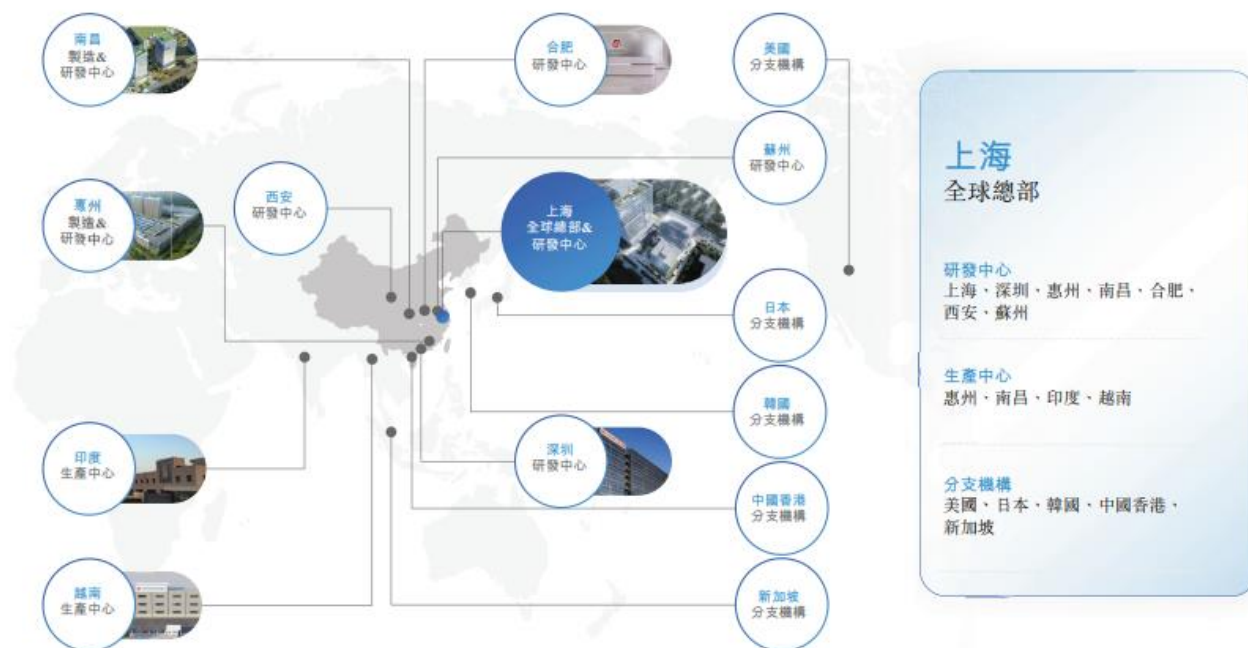 南昌
製造&
研發中心
合肥
研發中心
美國
分支機構
蘇州
研發中心
惠州
製造&
研發中心
西安
研發中心
上海
全球總部&
研發中心
日本
分支機構
韓國
分支機構
印度
生產中心
深圳
研發中心
中國香港
分支機構
越南
生產中心
新加坡
分支機構
上海
全球總部
研發中心
上海、深圳、惠州、南昌、合肥、
西安、蘇州
生產中心
惠州、南昌、印度、越南
分支機構
美國、日本、韓國、中國香港、
新加坡